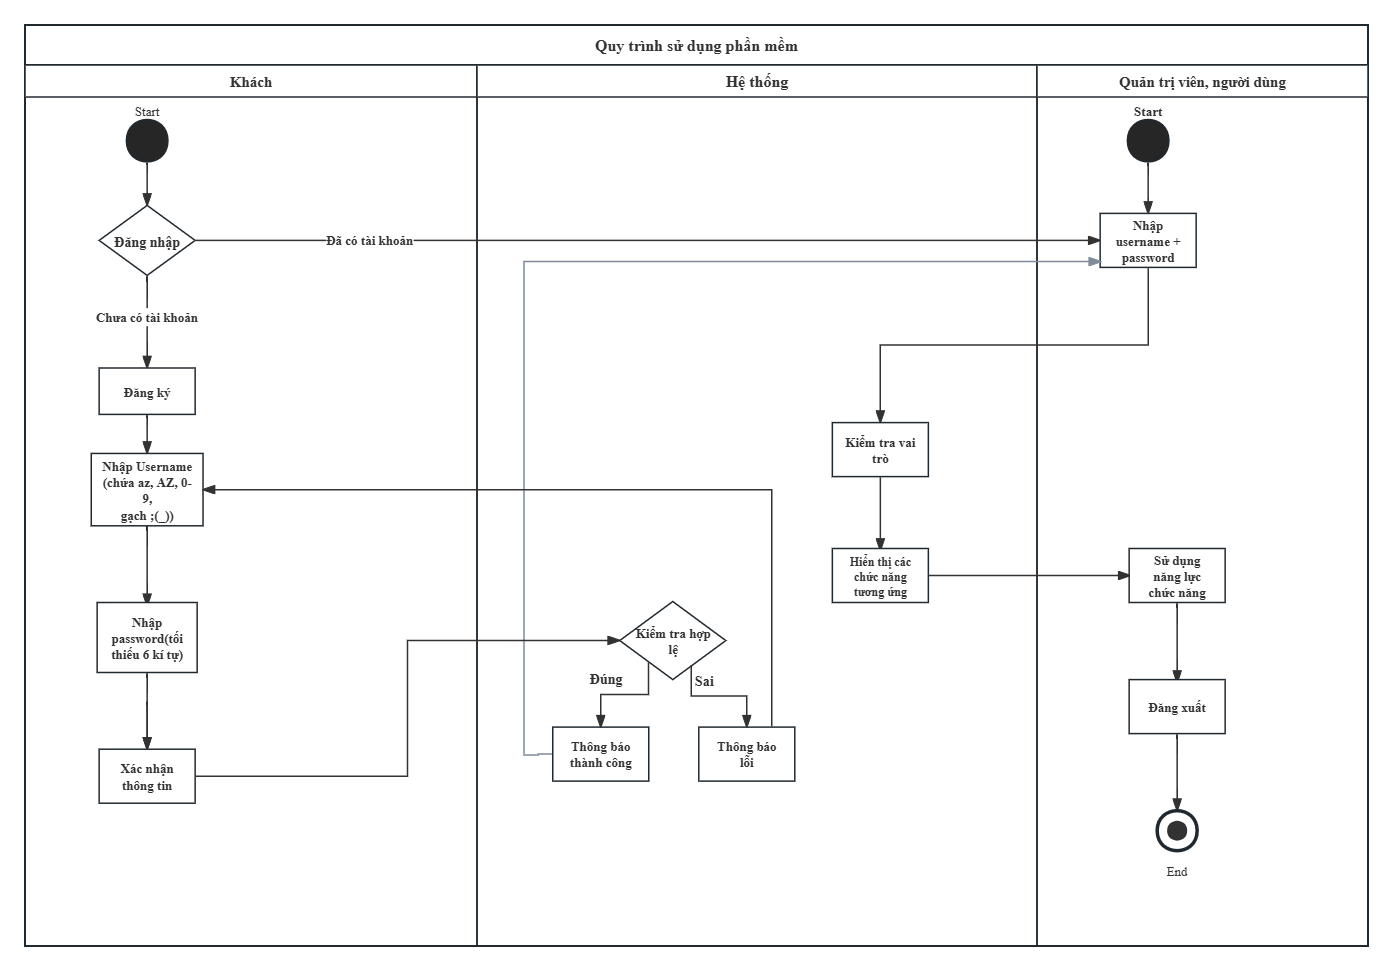 Quy trình sử dụng phần mềm
Khách
Hệ thống
Quản trị viên, người dùng
Start
Start
Đăng nhập
Đã có tài khoản
Nhập
username +
password
Chưa có tài khoản
Đăng ký
Nhập Username
(chứa az, AZ, 0-
9,
gạch ;(_))
Kiểm tra vai
trò
Hiển thị các
chức năng
tương ứng
Sử dụng
năng lực
chức năng
Nhập
password(tối
thiếu 6 kí tự)
Kiểm tra hợp
lệ
Đúng
Sai
Đăng xuất
Thông báo
thành công
Thông báo
lỗi
Xác nhận
thông tin
End